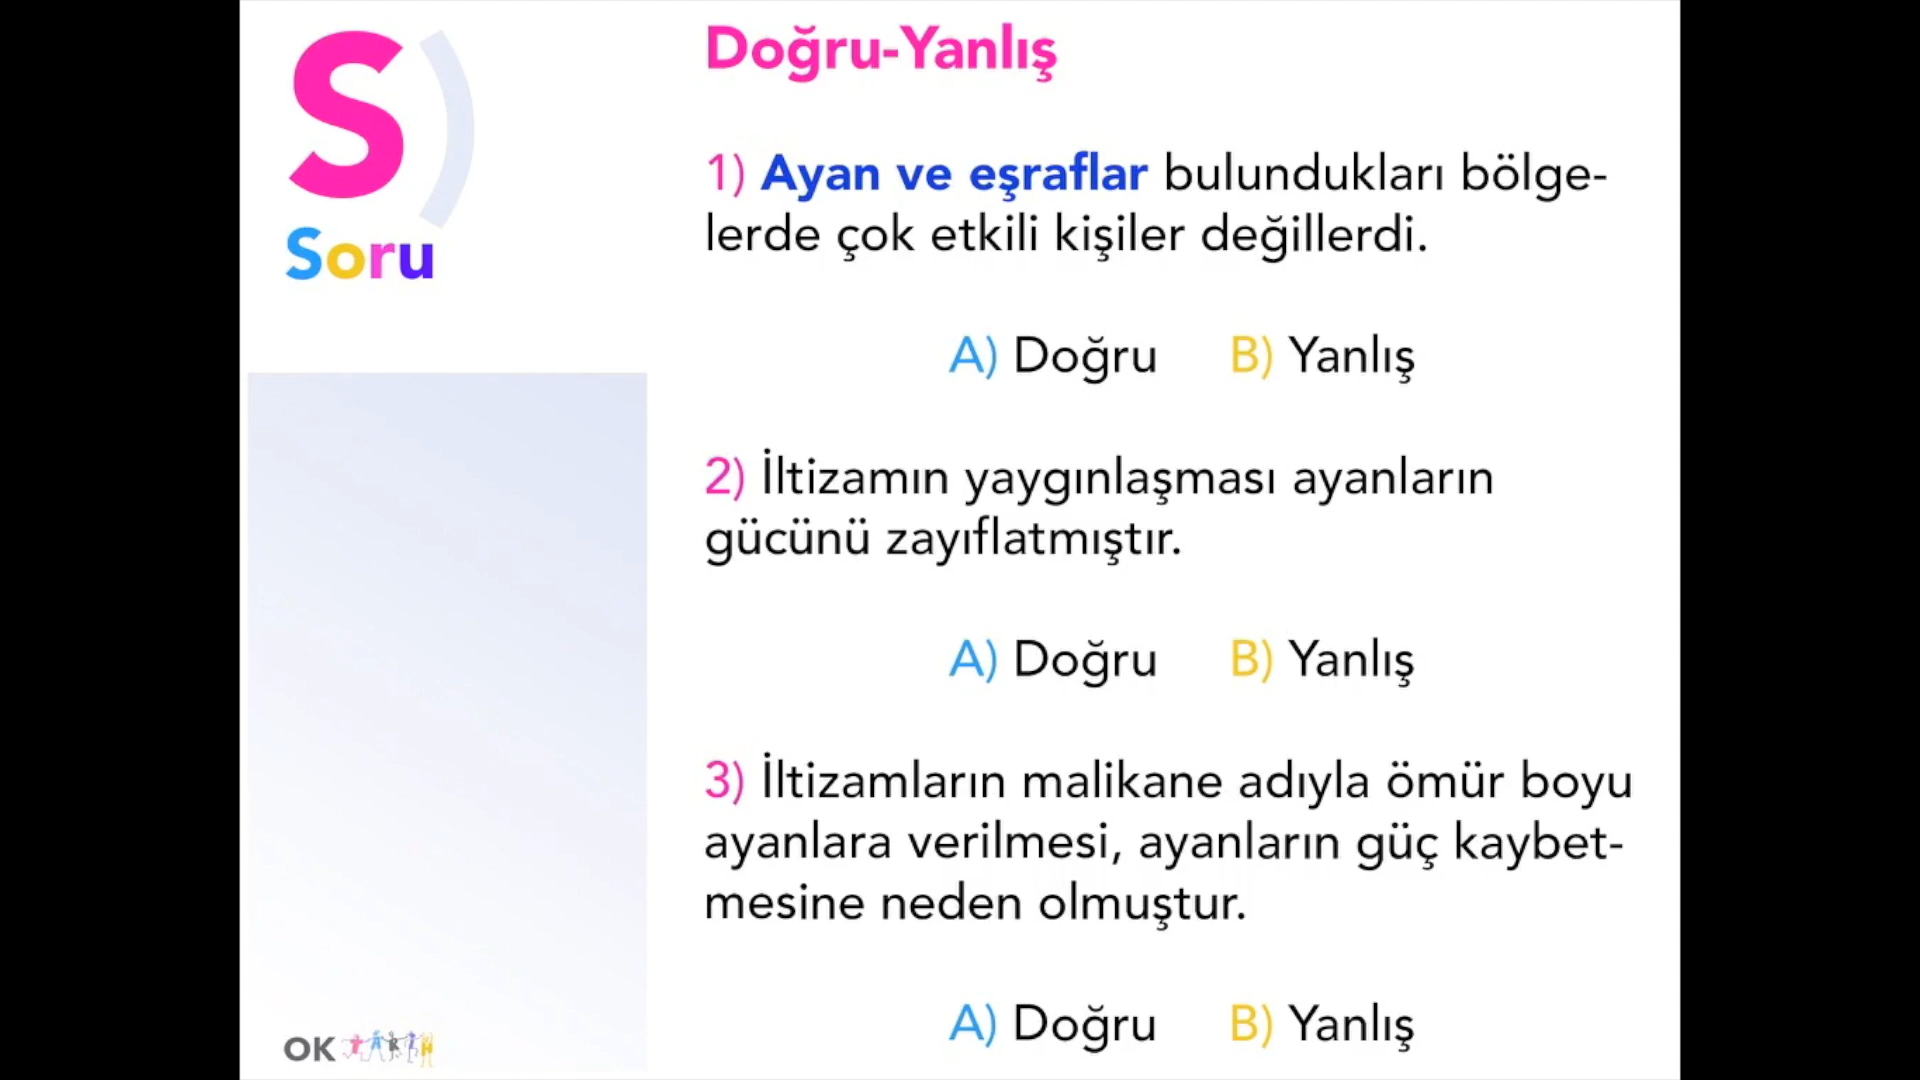 S)
Soru
Doğru-Yanlış
1) Ayan ve eşraflar bulundukları bölge-
lerde çok etkili kişiler değillerdi.
A) Doğru B) Yanlış
2) İltizamın yaygınlaşması ayanların
gücünü zayıflatmıştır.
A) Doğru B) Yanlış
3) İltizamların malikane adıyla ömür boyu
ayanlara verilmesi, ayanların güç kaybet-
mesine neden olmuştur.
A) Doğru B) Yanlış
OK TARİH